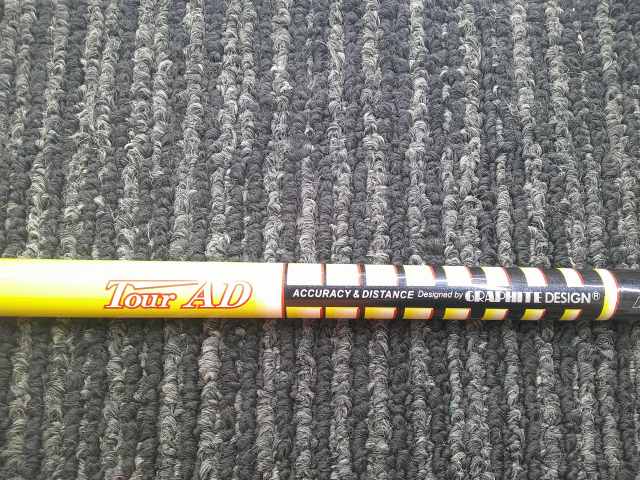 Tour AD
ACCURACY & DISTANCE Designed by GRAPHITE DESIGN®